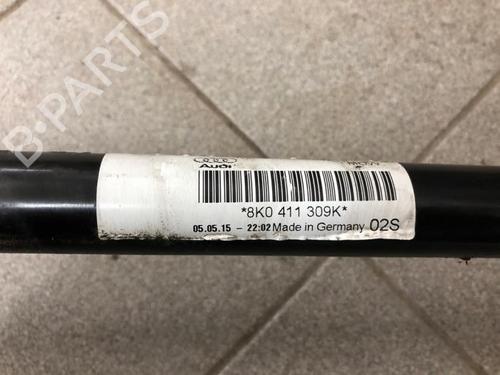 B-PARTS
Audi
*8K0 411 309K*
05.05.15 - 22:02 Made in Germany 02S